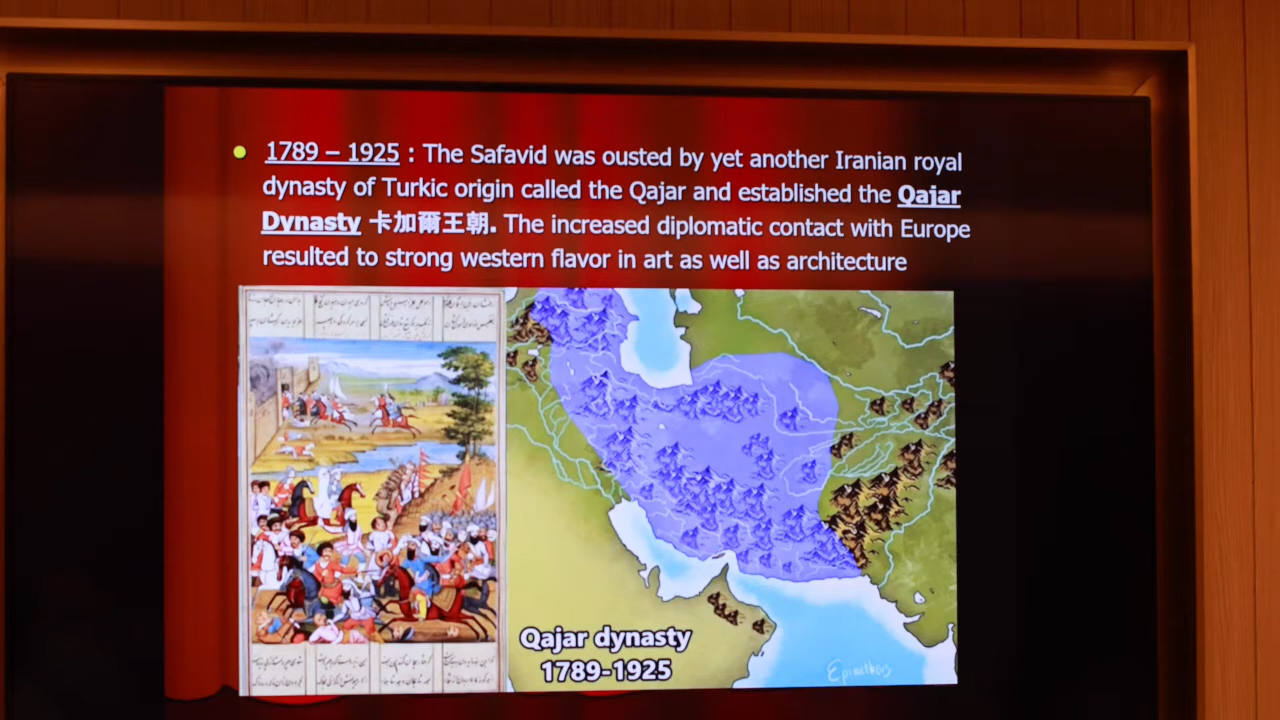 1789 – 1925 : The Safavid was ousted by yet another Iranian royal
dynasty of Turkic origin called the Qajar and established the Qajar
Dynasty 卡加爾王朝. The increased diplomatic contact with Europe
resulted to strong western flavor in art as well as architecture
Qajar dynasty
1789-1925
Epimetheus